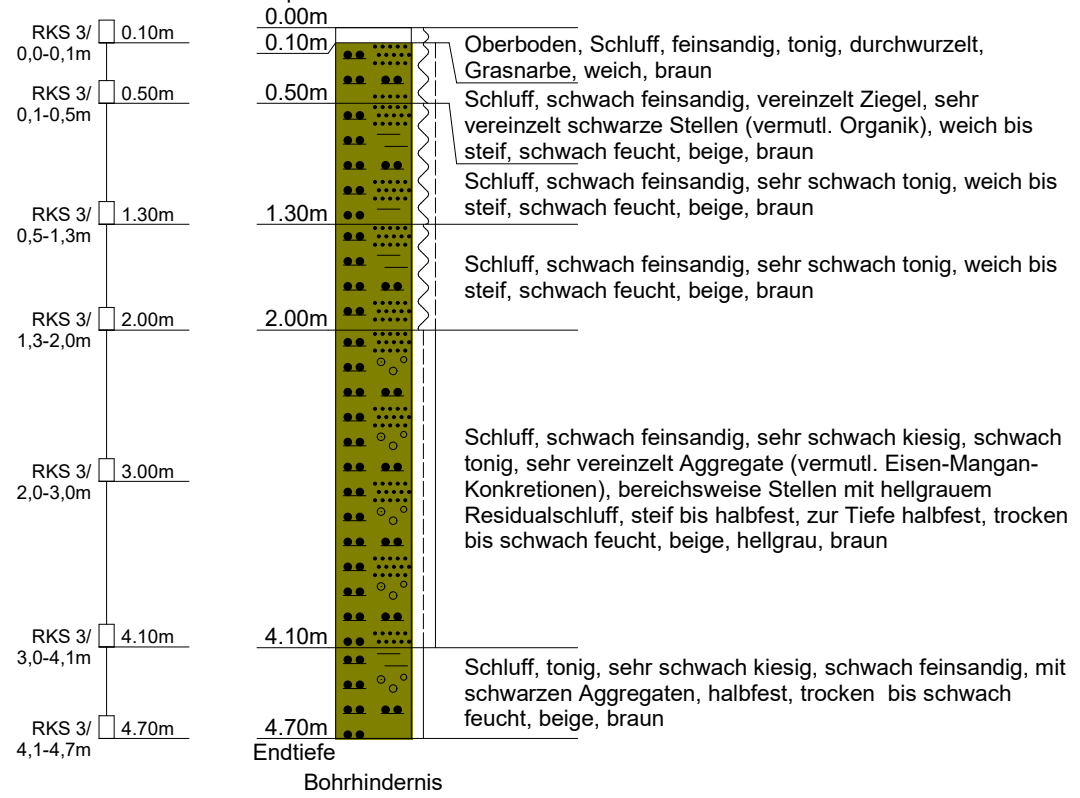 RKS 3/
0,0-0,1m
0.10m
RKS 3/
0,1-0,5m
0.50m
RKS 3/
0,5-1,3m
1.30m
RKS 3/
1,3-2,0m
2.00m
RKS 3/
2,0-3,0m
3.00m
RKS 3/
3,0-4,1m
4.10m
RKS 3/
4,1-4,7m
4.70m
0.00m
0.10m
0.50m
1.30m
2.00m
4.10m
4.70m
Endtiefe
Bohrhindernis
Oberboden, Schluff, feinsandig, tonig, durchwurzelt,
Grasnarbe, weich, braun
Schluff, schwach feinsandig, vereinzelt Ziegel, sehr
vereinzelt schwarze Stellen (vermutl. Organik), weich bis
steif, schwach feucht, beige, braun
Schluff, schwach feinsandig, sehr schwach tonig, weich bis
steif, schwach feucht, beige, braun
Schluff, schwach feinsandig, sehr schwach tonig, weich bis
steif, schwach feucht, beige, braun
Schluff, schwach feinsandig, sehr schwach kiesig, schwach
tonig, sehr vereinzelt Aggregate (vermutl. Eisen-Mangan-
Konkretionen), bereichsweise Stellen mit hellgrauem
Residualschluff, steif bis halbfest, zur Tiefe halbfest, trocken
bis schwach feucht, beige, hellgrau, braun
Schluff, tonig, sehr schwach kiesig, schwach feinsandig, mit
schwarzen Aggregaten, halbfest, trocken  bis schwach
feucht, beige, braun